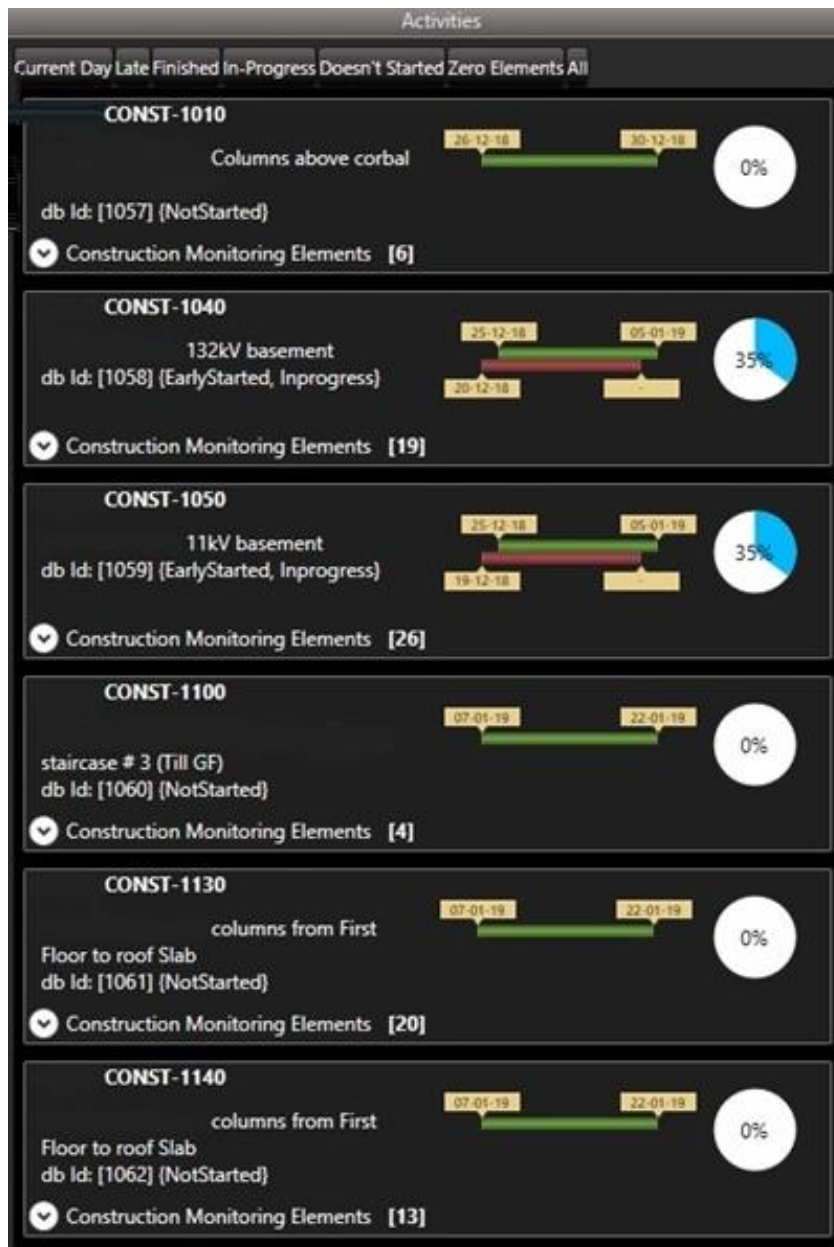 Activities
Current Day Late Finished In-Progress Doesn't Started Zero Elements All
CONST-1010
26-12-18 30-12-18
Columns above corbal
0%
db Id: [1057] {NotStarted}
Construction Monitoring Elements [6]
CONST-1040
25-12-18 05-01-19
132kV basement
35%
db Id: [1058] {EarlyStarted, Inprogress}
20-12-18 -
Construction Monitoring Elements [19]
CONST-1050
25-12-18 05-01-19
11kV basement
35%
db Id: [1059] {EarlyStarted, Inprogress}
19-12-18 -
Construction Monitoring Elements [26]
CONST-1100
07-01-19 22-01-19
0%
staircase # 3 (Till GF)
db Id: [1060] {NotStarted}
Construction Monitoring Elements [4]
CONST-1130
07-01-19 22-01-19
columns from First
0%
Floor to roof Slab
db Id: [1061] {NotStarted}
Construction Monitoring Elements [20]
CONST-1140
07-01-19 22-01-19
columns from First
0%
Floor to roof Slab
db Id: [1062] {NotStarted}
Construction Monitoring Elements [13]